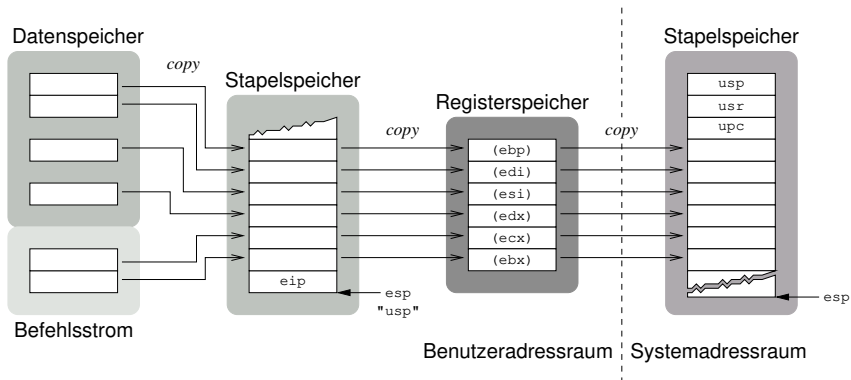 Datenspeicher
copy
Stapelspeicher
eip
esp
"usp"
Befehlsstrom
copy
Registerspeicher
(ebp)
(edi)
(esi)
(edx)
(ecx)
(ebx)
copy
Stapelspeicher
usp
usr
upc
esp
Benutzeradressraum
Systemadressraum